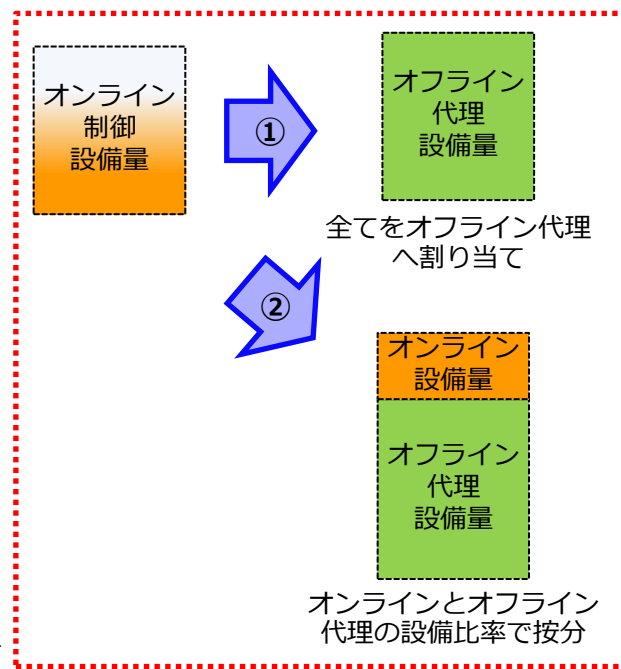 オンライン
制御
設備量
①
オフライン
代理
設備量
全てをオフライン代理
へ割り当て
②
オンライン
設備量
オフライン
代理
設備量
オンラインとオフライン
代理の設備比率で按分